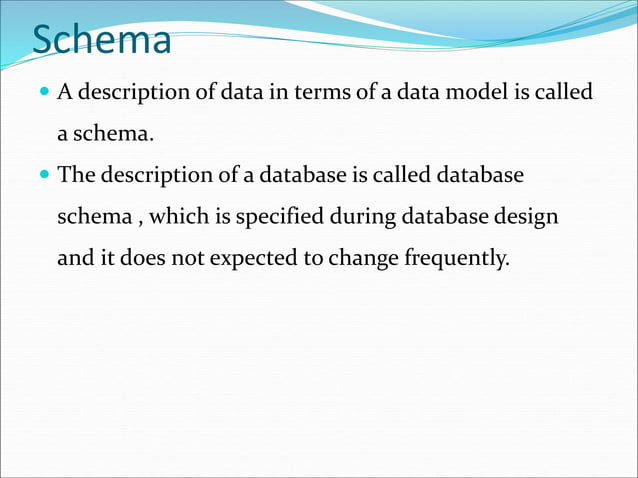 Schema
A description of data in terms of a data model is called
a schema.
The description of a database is called database
schema , which is specified during database design
and it does not expected to change frequently.